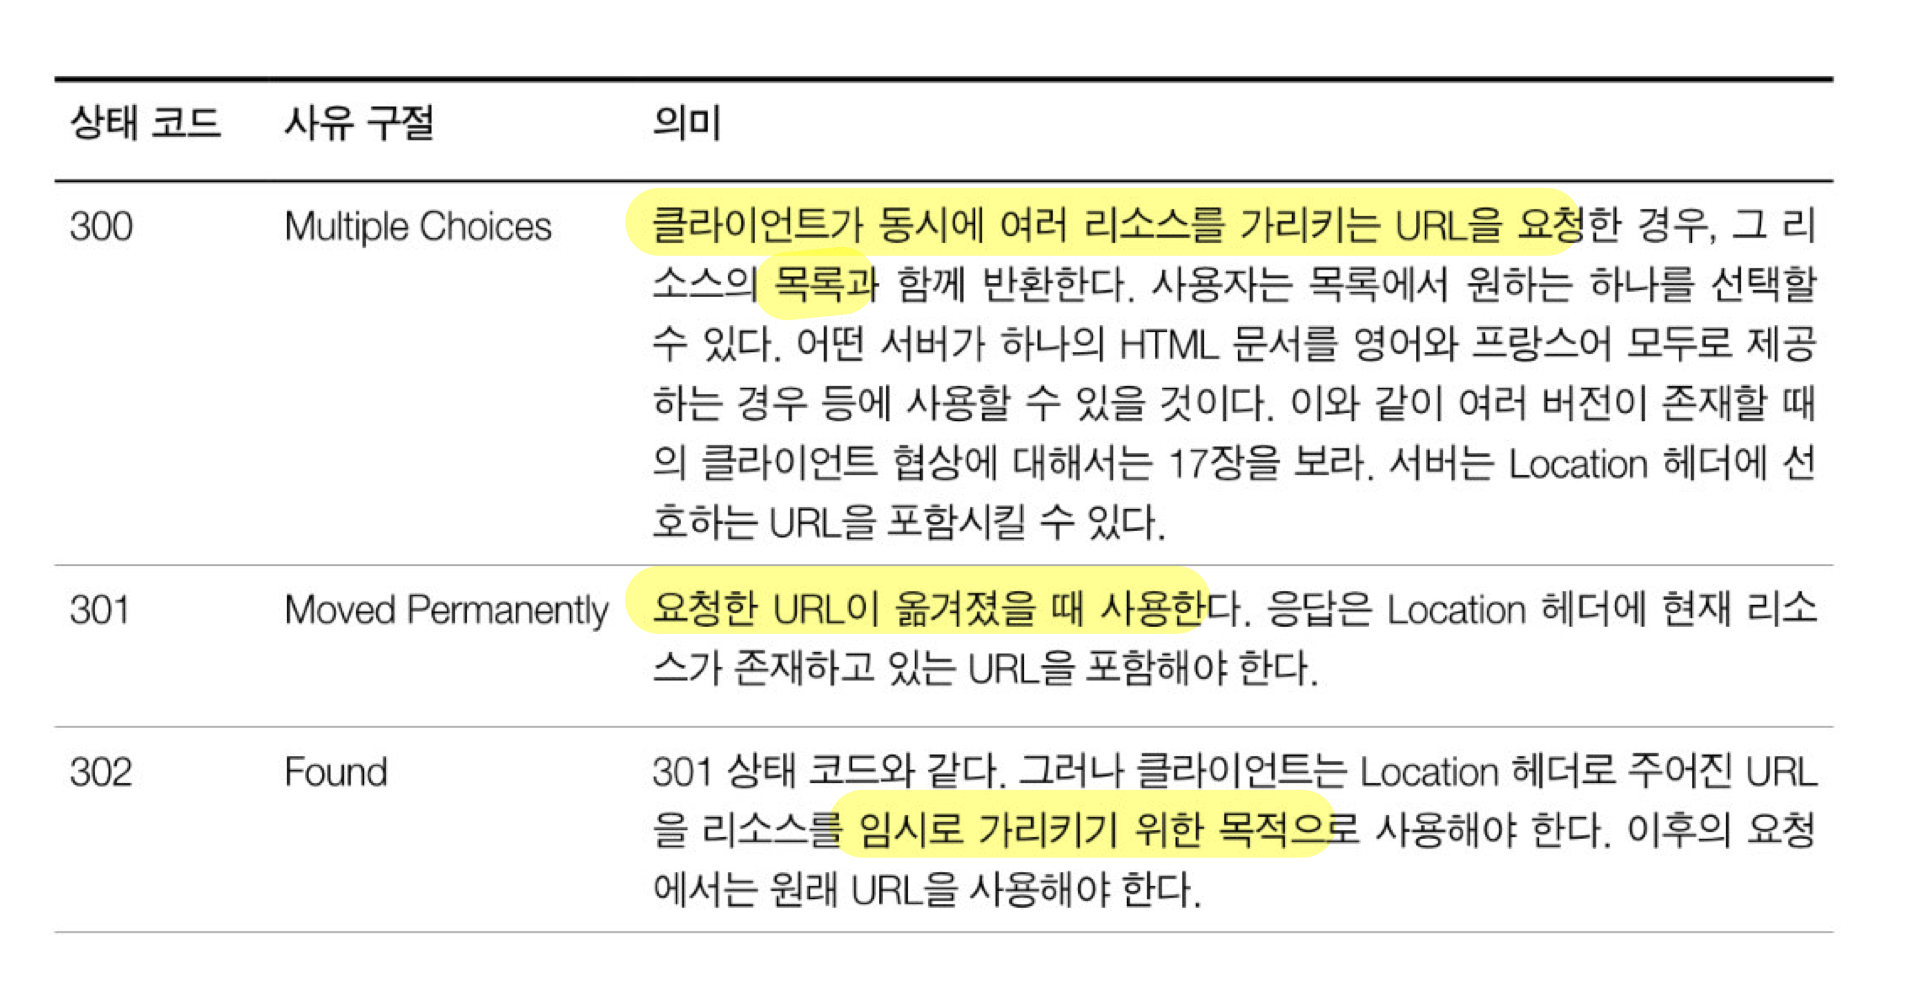 상태 코드 사유 구절 의미
300 Multiple Choices 클라이언트가 동시에 여러 리소스를 가리키는 URL을 요청한 경우, 그 리
소스의 목록과 함께 반환한다. 사용자는 목록에서 원하는 하나를 선택할
수 있다. 어떤 서버가 하나의 HTML 문서를 영어와 프랑스어 모두로 제공
하는 경우 등에 사용할 수 있을 것이다. 이와 같이 여러 버전이 존재할 때
의 클라이언트 협상에 대해서는 17장을 보라. 서버는 Location 헤더에 선
호하는 URL을 포함시킬 수 있다.
301 Moved Permanently 요청한 URL이 옮겨졌을 때 사용한다. 응답은 Location 헤더에 현재 리소
스가 존재하고 있는 URL을 포함해야 한다.
302 Found 301 상태 코드와 같다. 그러나 클라이언트는 Location 헤더로 주어진 URL
을 리소스를 임시로 가리키기 위한 목적으로 사용해야 한다. 이후의 요청
에서는 원래 URL을 사용해야 한다.